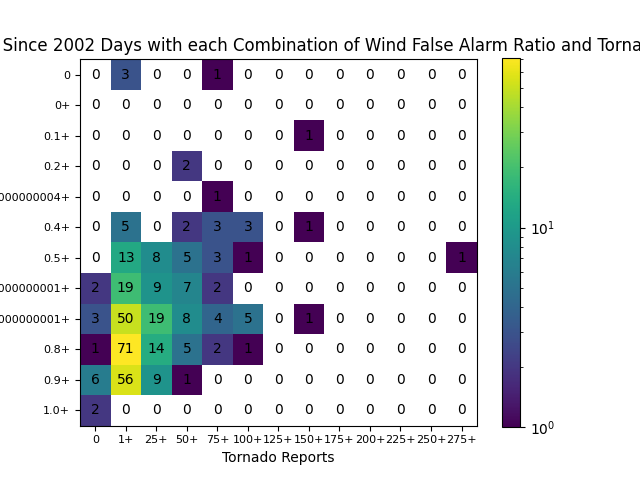 Since 2002 Days with each Combination of Wind False Alarm Ratio and
0 0 3 0 0 1 0 0 0 0 0 0 0 0
0+ 0 0 0 0 0 0 0 0 0 0 0 0 0
0.1+ 0 0 0 0 0 0 0 1 0 0 0 0 0
0.2+ 0 0 0 2 0 0 0 0 0 0 0 0 0
000000004+ 0 0 0 0 1 0 0 0 0 0 0 0 0
0.4+ 0 5 0 2 3 3 0 1 0 0 0 0 0
0.5+ 0 13 8 5 3 1 0 0 0 0 0 0 1
000000001+ 2 19 9 7 2 0 0 0 0 0 0 0 0
000000001+ 3 50 19 8 4 5 0 1 0 0 0 0 0
0.8+ 1 71 14 5 2 1 0 0 0 0 0 0 0
0.9+ 6 56 9 1 0 0 0 0 0 0 0 0 0
1.0+ 2 0 0 0 0 0 0 0 0 0 0 0 0
0 1+ 25+ 50+ 75+ 100+ 125+ 150+ 175+ 200+ 225+ 250+ 275+
Tornado Reports
10¹
10⁰